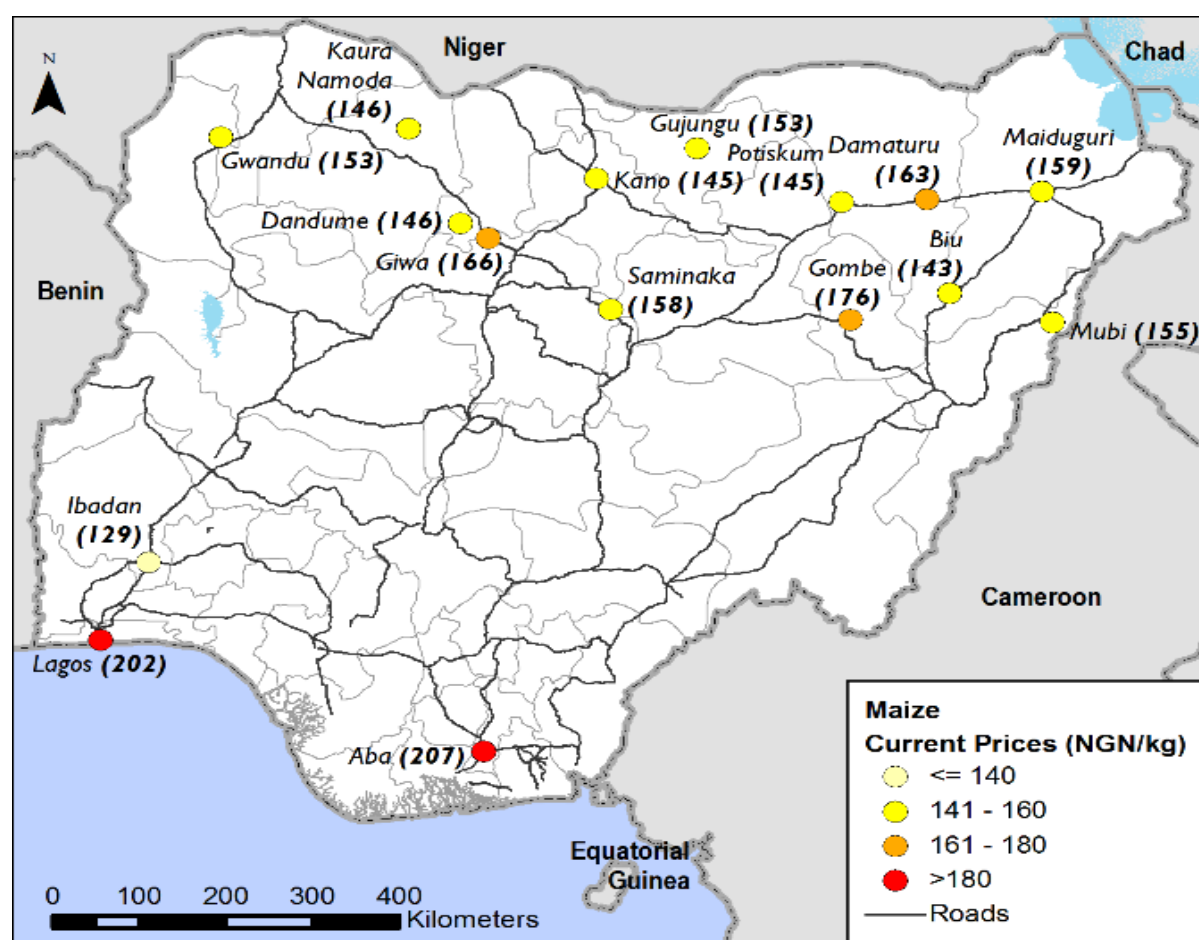 N
Niger
Chad
Kaura
Namoda
(146)
Gwandu (153)
Gujungu (153)
Potiskum
(145)
Damaturu
(163)
Maiduguri
(159)
Kano (145)
Dandume (146)
Giwa (166)
Biu
(143)
Gombe
(176)
Saminaka
(158)
Mubi (155)
Benin
Ibadan
(129)
Lagos (202)
Aba (207)
Cameroon
Equatorial
Guinea
Maize
Current Prices (NGN/kg)
<= 140
141 - 160
161 - 180
>180
Roads
0 100 200 300 400
Kilometers